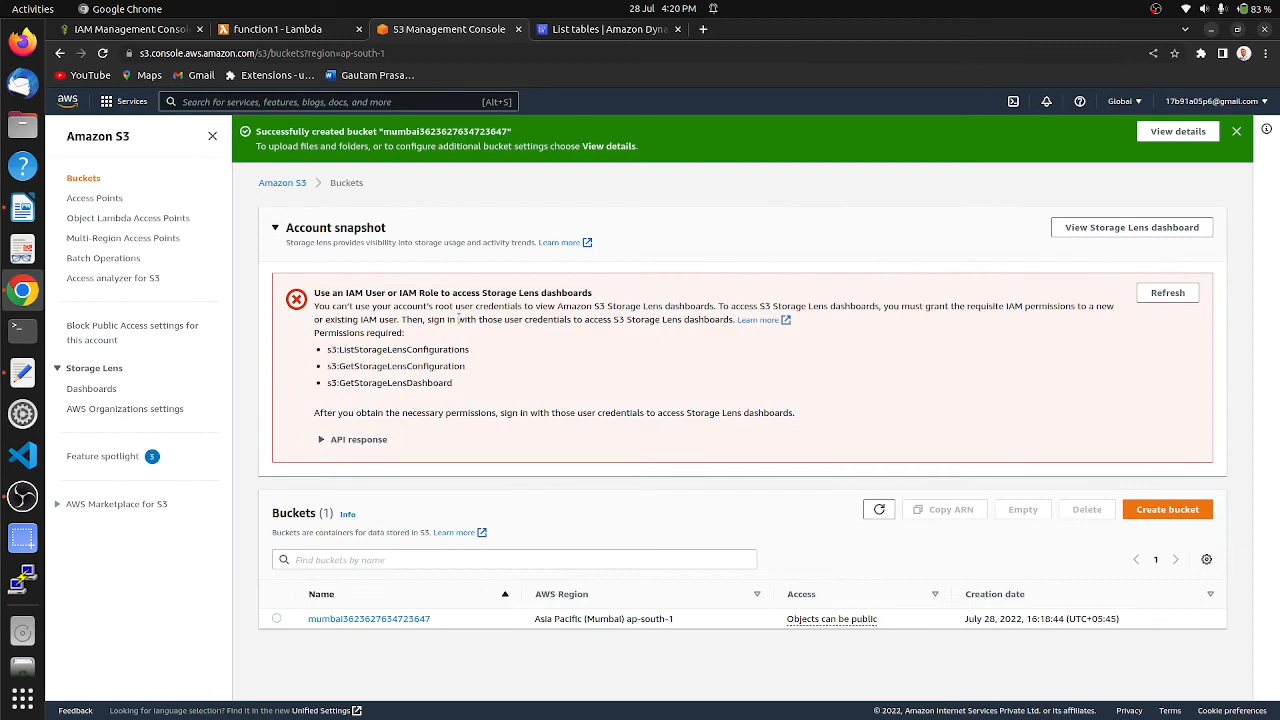 Activities
Google Chrome
28 Jul 4:20 PM
83 %
IAM Management Conso
function1 - Lambda
S3 Management Console
List tables | Amazon Dyna
s3.console.aws.amazon.com/s3/buckets?region=ap-south-1
YouTube
Maps
Gmail
Extensions - u...
Gautam Prasa...
aws
Services
Search for services, features, blogs, docs, and more
[Alt+S]
Global
17b91a05p6@gmail.com
Amazon S3
Buckets
Access Points
Object Lambda Access Points
Multi-Region Access Points
Batch Operations
Access analyzer for S3
Block Public Access settings for
this account
Storage Lens
Dashboards
AWS Organizations settings
Feature spotlight 3
AWS Marketplace for S3
Successfully created bucket "mumbai3623627634723647"
To upload files and folders, or to configure additional bucket settings choose View details.
View details
Amazon S3 > Buckets
Account snapshot
Storage lens provides visibility into storage usage and activity trends. Learn more
View Storage Lens dashboard
Use an IAM User or IAM Role to access Storage Lens dashboards
You can't use your account's root user credentials to view Amazon S3 Storage Lens dashboards. To access S3 Storage Lens dashboards, you must grant the requisite IAM permissions to a new
or existing IAM user. Then, sign in with those user credentials to access S3 Storage Lens dashboards. Learn more
Permissions required:
• s3:ListStorageLensConfigurations
• s3:GetStorageLensConfiguration
• s3:GetStorageLensDashboard
After you obtain the necessary permissions, sign in with those user credentials to access Storage Lens dashboards.
API response
Refresh
Buckets (1) Info
Buckets are containers for data stored in S3. Learn more
Copy ARN
Empty
Delete
Create bucket
Find buckets by name
1
Name
AWS Region
Access
Creation date
mumbai3623627634723647
Asia Pacific (Mumbai) ap-south-1
Objects can be public
July 28, 2022, 16:18:44 (UTC+05:45)
Feedback
Looking for language selection? Find it in the new Unified Settings
© 2022, Amazon Internet Services Private Ltd. or its affiliates.
Privacy
Terms
Cookie preferences